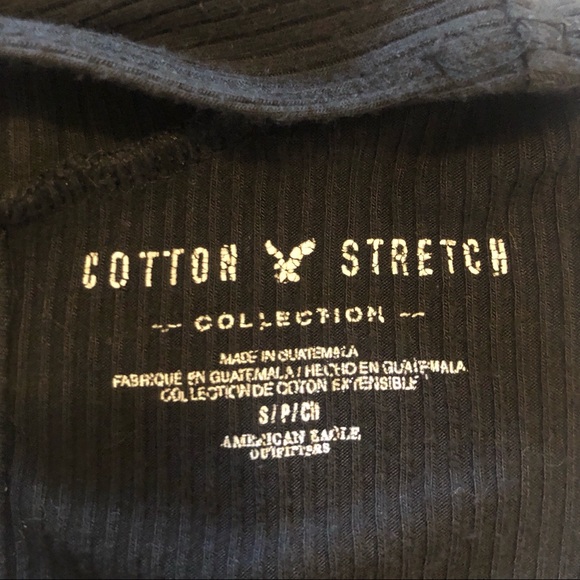 COTTON STRETCH
-- COLLECTION --
MADE IN GUATEMALA
FABRIQUÉ EN GUATEMALA / HECHO EN GUATEMALA
COLLECTION DE COTON EXTENSIBLE
S/P/CH
AMERICAN EAGLE
OUTFITTERS